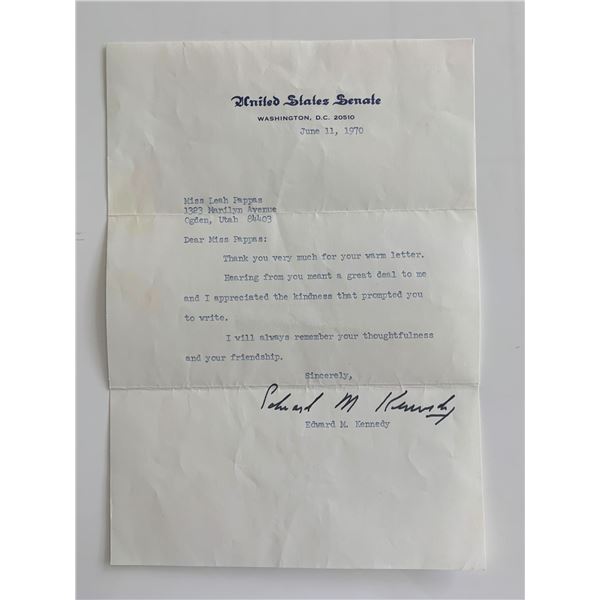 United States Senate
WASHINGTON, D.C. 20510
June 11, 1970
Miss Leah Pappas
1323 Marilyn Avenue
Ogden, Utah 84403
Dear Miss Pappas:
Thank you very much for your warm letter.
Hearing from you meant a great deal to me
and I appreciated the kindness that prompted you
to write.
I will always remember your thoughtfulness
and your friendship.
Sincerely,
Edward M Kennedy
Edward M. Kennedy